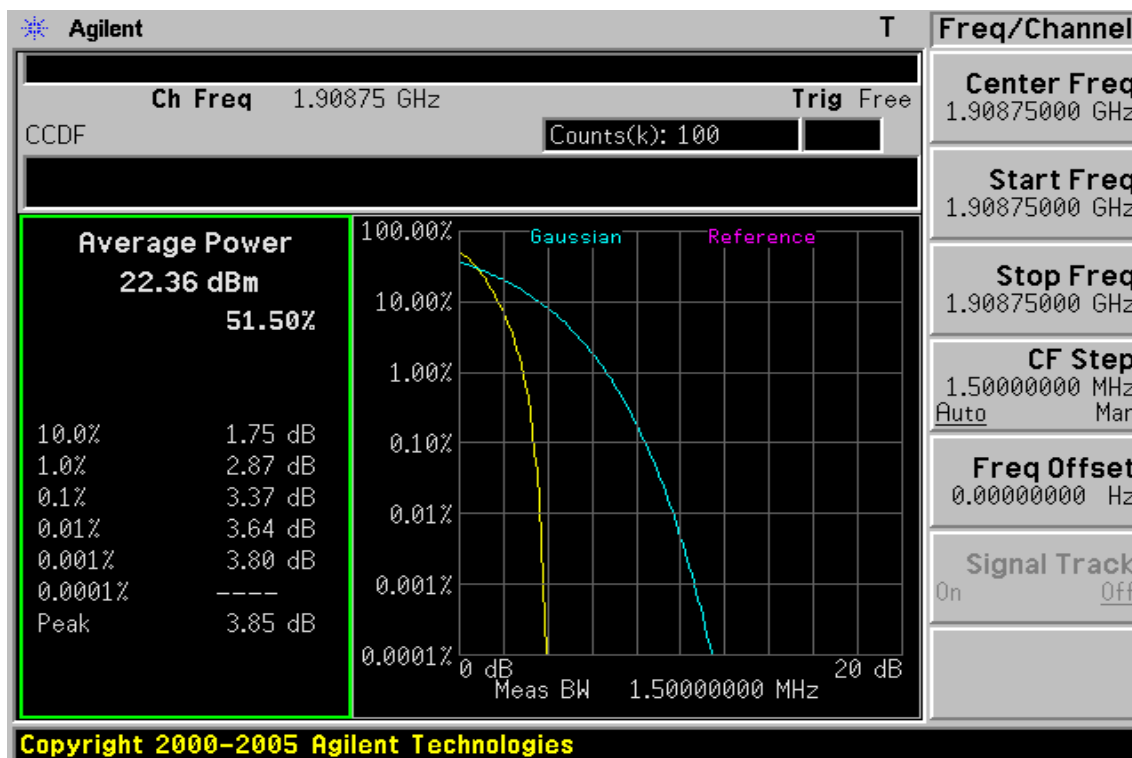 Agilent
T
Freq/Channel
Ch Freq 1.90875 GHz
Trig Free
CCDF
Counts(k): 100
Average Power
22.36 dBm
51.50%
10.0% 1.75 dB
1.0% 2.87 dB
0.1% 3.37 dB
0.01% 3.64 dB
0.001% 3.80 dB
0.0001% ----
Peak 3.85 dB
Gaussian
Reference
100.00%
10.00%
1.00%
0.10%
0.01%
0.001%
0.0001%
0 dB
20 dB
Meas BW 1.50000000 MHz
Center Freq
1.90875000 GHz
Start Freq
1.90875000 GHz
Stop Freq
1.90875000 GHz
CF Step
1.50000000 MHz
Auto Man
Freq Offset
0.00000000 Hz
Signal Track
On Off
Copyright 2000-2005 Agilent Technologies